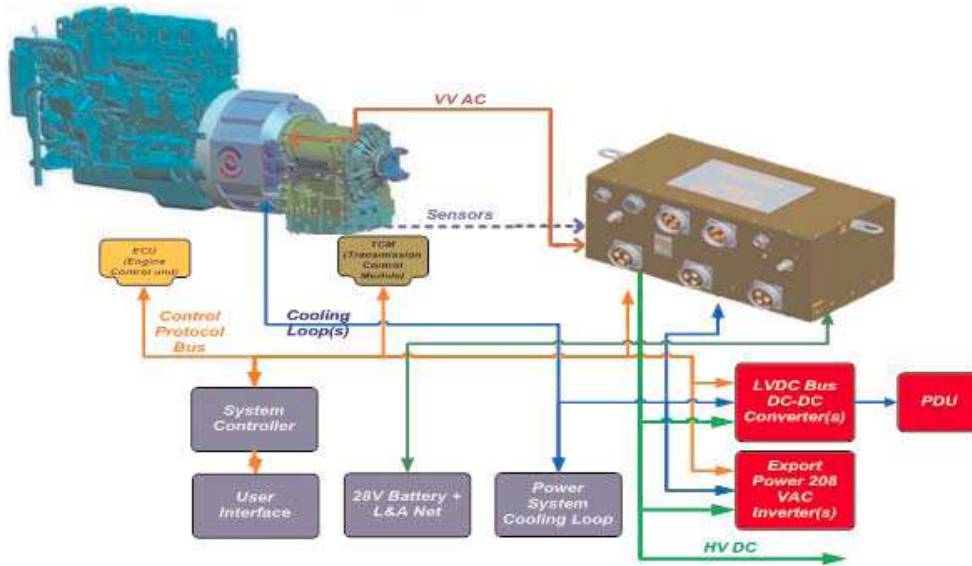 VV AC
Sensors
ECU
(Engine
Control unit)
TCM
(Transmission
Control
Module)
Control
Protocol
Bus
Cooling
Loop(s)
System
Controller
User
Interface
28V Battery +
L&A Net
Power
System
Cooling Loop
LVDC Bus
DC-DC
Converter(s)
PDU
Export
Power 208
VAC
Inverter(s)
HV DC